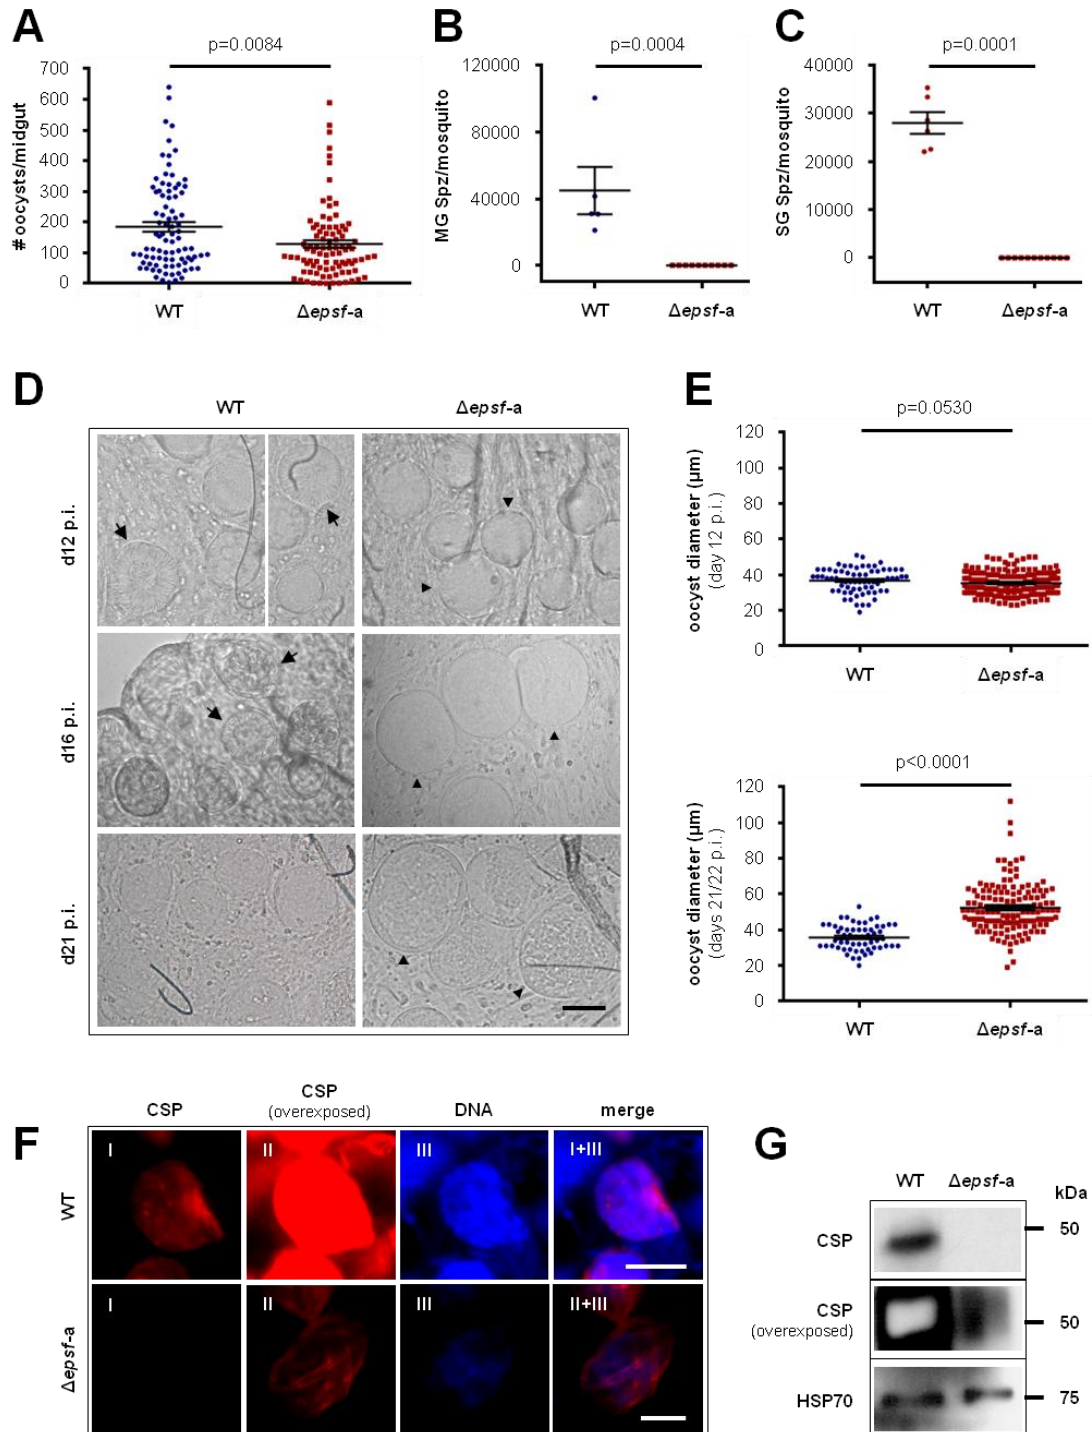 A
p=0.0084
# oocysts/midgut
700
600
500
400
300
200
100
0
WT
Δepsf-a
B
p=0.0004
MG Spz/mosquito
120000
80000
40000
0
WT
Δepsf-a
C
p=0.0001
SG Spz/mosquito
40000
30000
20000
10000
0
WT
Δepsf-a
D
WT
Δepsf-a
d12 p.i.
d16 p.i.
d21 p.i.
E
p=0.0530
oocyst diameter (µm)
(day 12 p.i.)
120
100
80
60
40
20
0
WT
Δepsf-a
p<0.0001
oocyst diameter (µm)
(days 21/22 p.i.)
120
100
80
60
40
20
0
WT
Δepsf-a
F
CSP
CSP
(overexposed)
DNA
merge
WT
I
II
III
I+III
Δepsf-a
I
II
III
II+III
G
WT
Δepsf-a
kDa
CSP
50
CSP
(overexposed)
50
HSP70
75